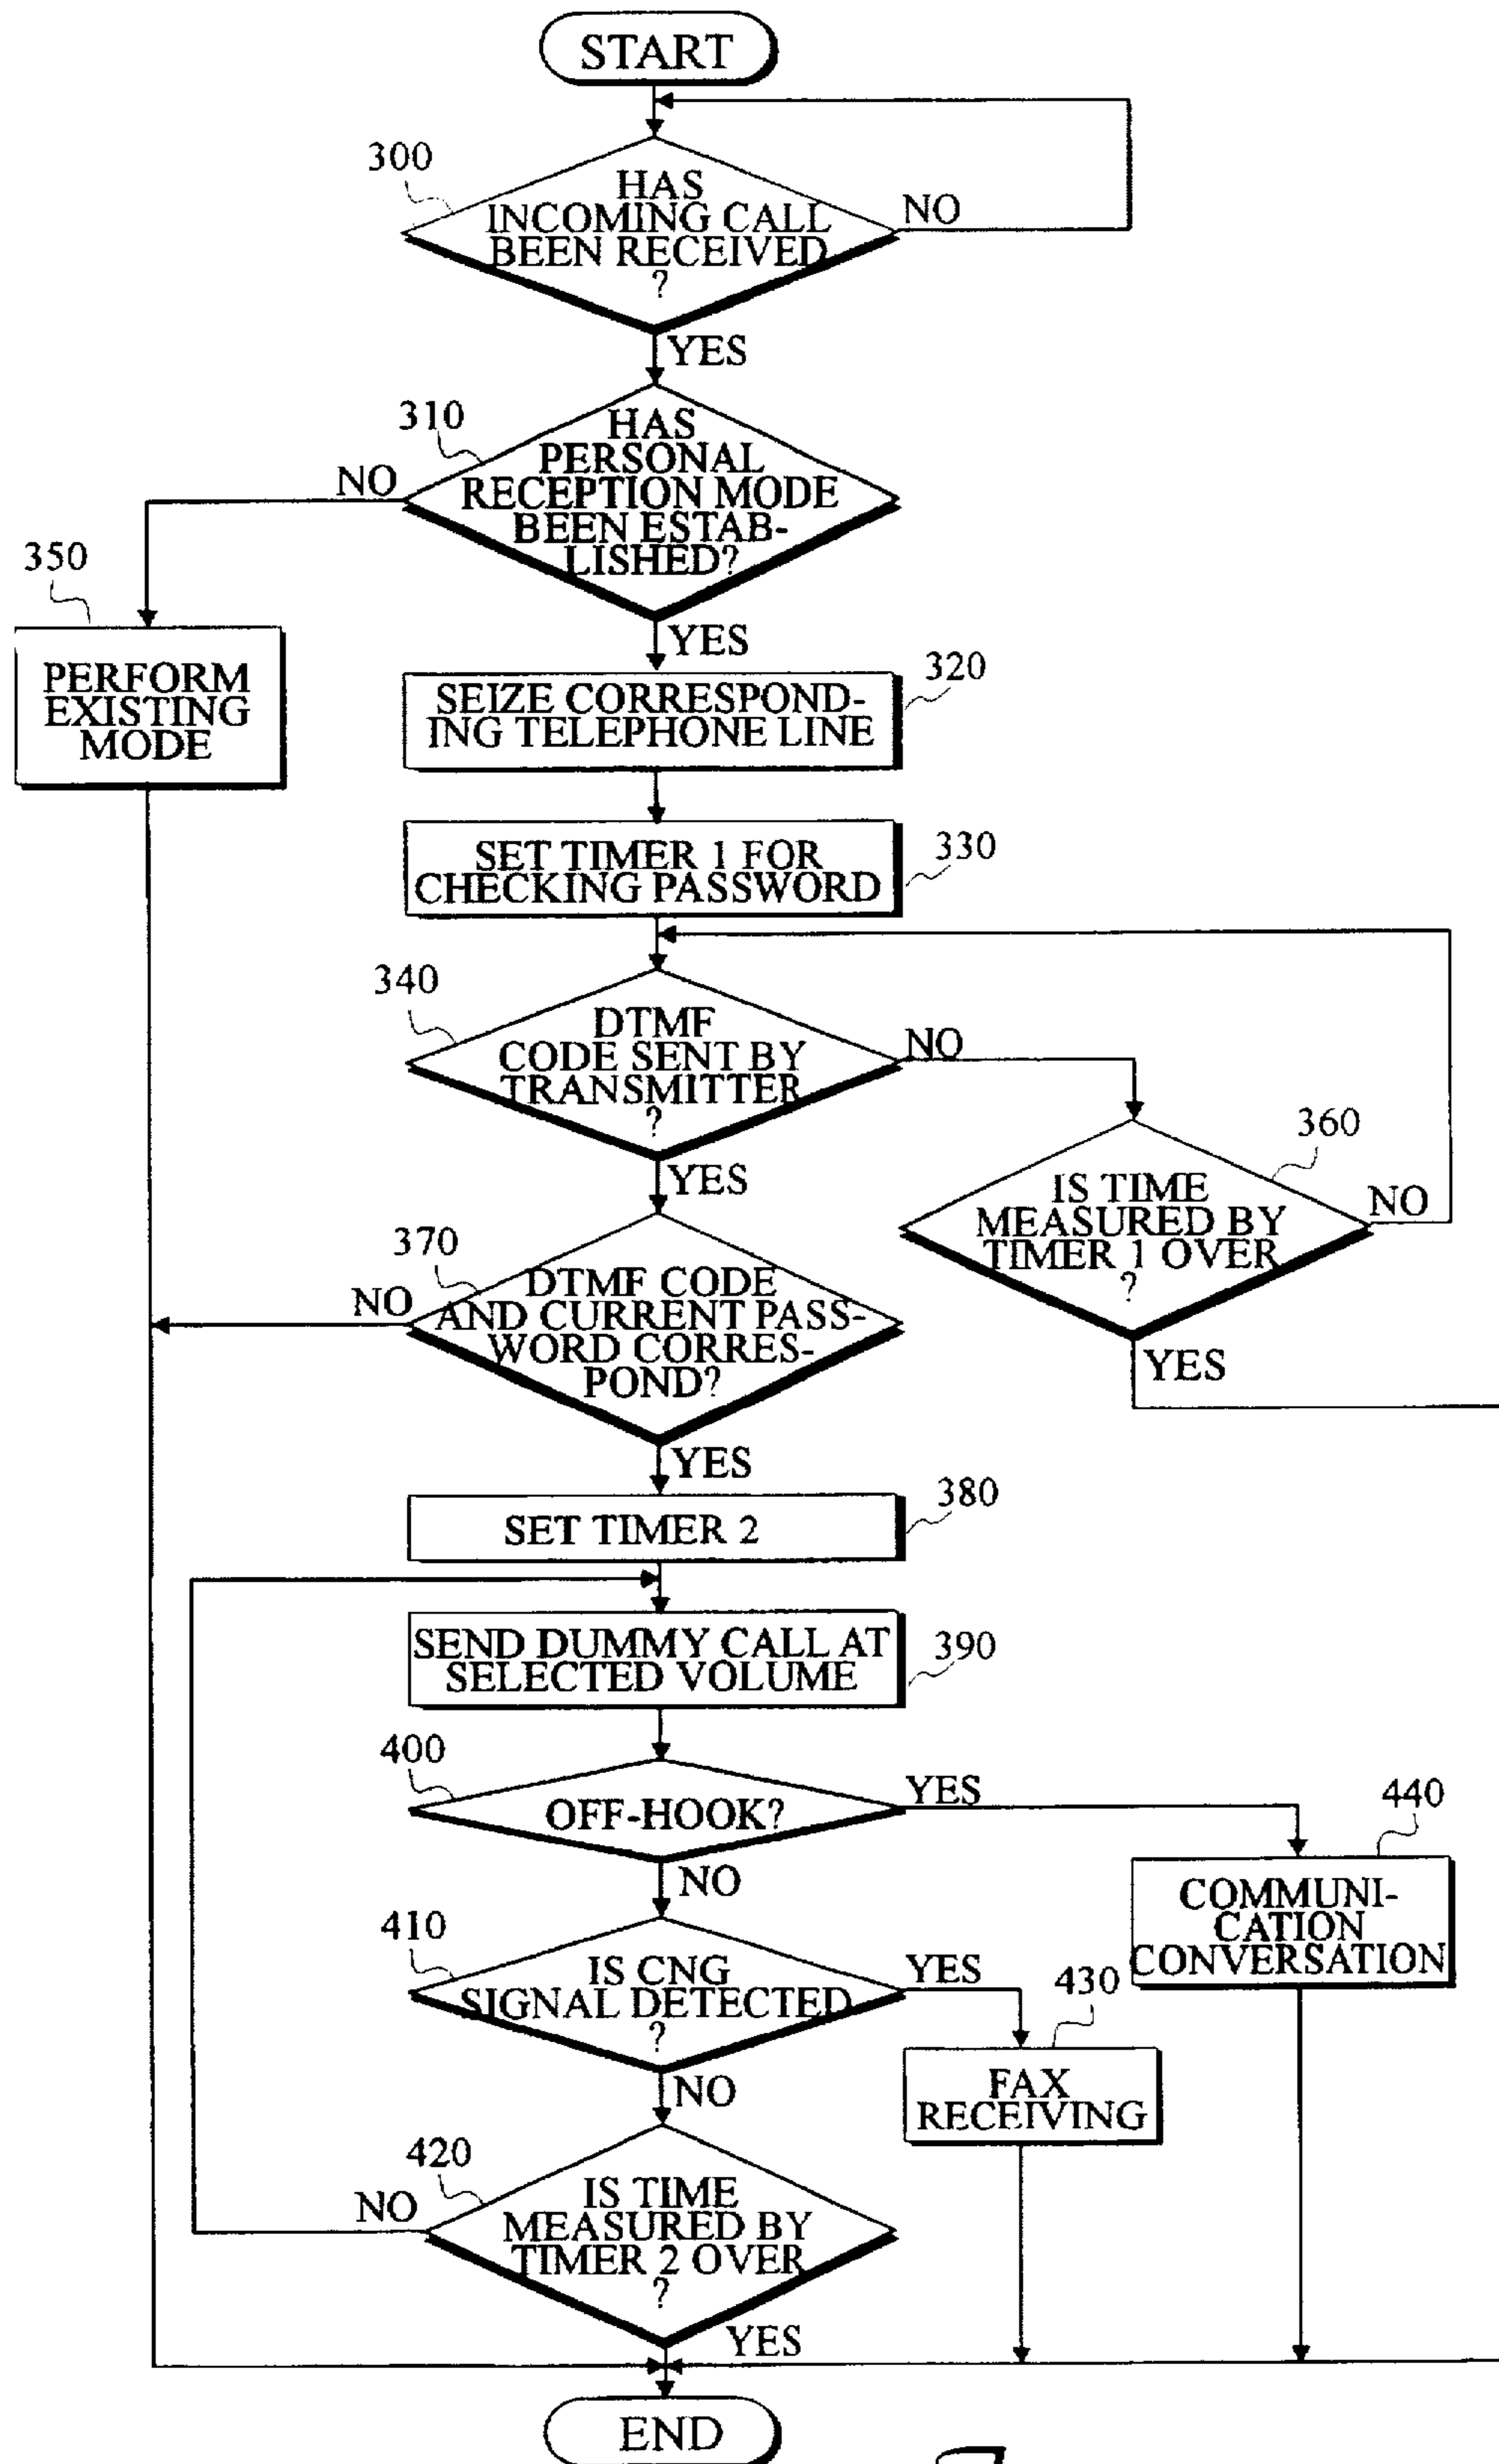 START
300
HAS
INCOMING CALL
BEEN RECEIVED
?
NO
YES
310
HAS
PERSONAL
RECEPTION MODE
BEEN ESTAB-
LISHED?
NO
YES
350
PERFORM
EXISTING
MODE
320
SEIZE CORRESPOND-
ING TELEPHONE LINE
330
SET TIMER 1 FOR
CHECKING PASSWORD
340
DTMF
CODE SENT BY
TRANSMITTER
?
NO
YES
360
IS TIME
MEASURED BY
TIMER 1 OVER
?
NO
YES
370
DTMF CODE
AND CURRENT PASS-
WORD CORRES-
POND?
NO
YES
380
SET TIMER 2
390
SEND DUMMY CALL AT
SELECTED VOLUME
400
OFF-HOOK?
YES
NO
440
COMMUNI-
CATION
CONVERSATION
410
IS CNG
SIGNAL DETECTED
?
YES
NO
430
FAX
RECEIVING
420
IS TIME
MEASURED BY
TIMER 2 OVER
?
NO
YES
END